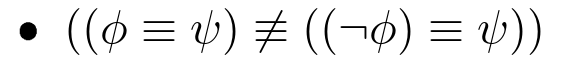 • ((ϕ ≡ ψ) ≢ ((¬ϕ) ≡ ψ))